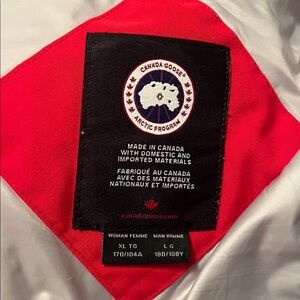 CANADA GOOSE
ARCTIC PROGRAM
MADE IN CANADA
WITH DOMESTIC AND
IMPORTED MATERIALS
FABRIQUÉ AU CANADA
AVEC DES MATERIAUX
NATIONAUX ET IMPORTÉS
canadagoose.com
WOMAN FEMME MAN HOMME
XL TG L G
170/104A 180/108Y